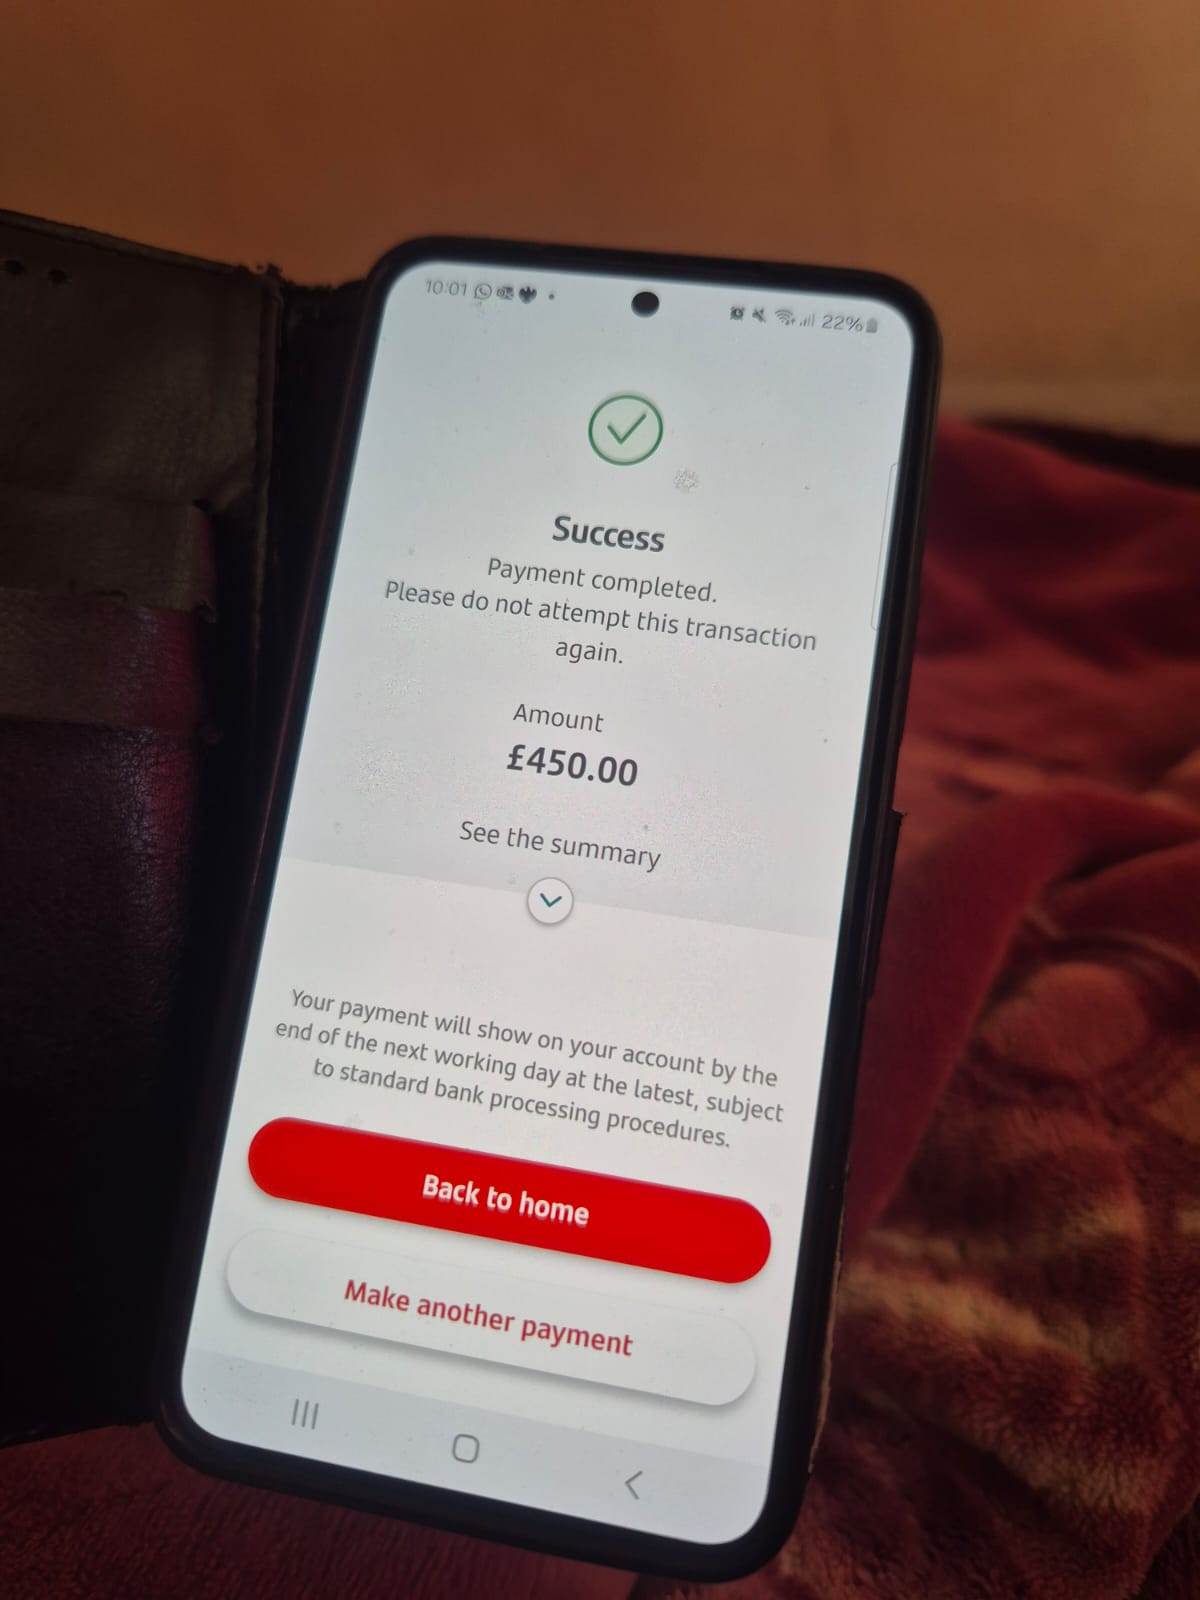 10:01
22%
Success
Payment completed.
Please do not attempt this transaction
again.
Amount
£450.00
See the summary
Your payment will show on your account by the
end of the next working day at the latest, subject
to standard bank processing procedures.
Back to home
Make another payment